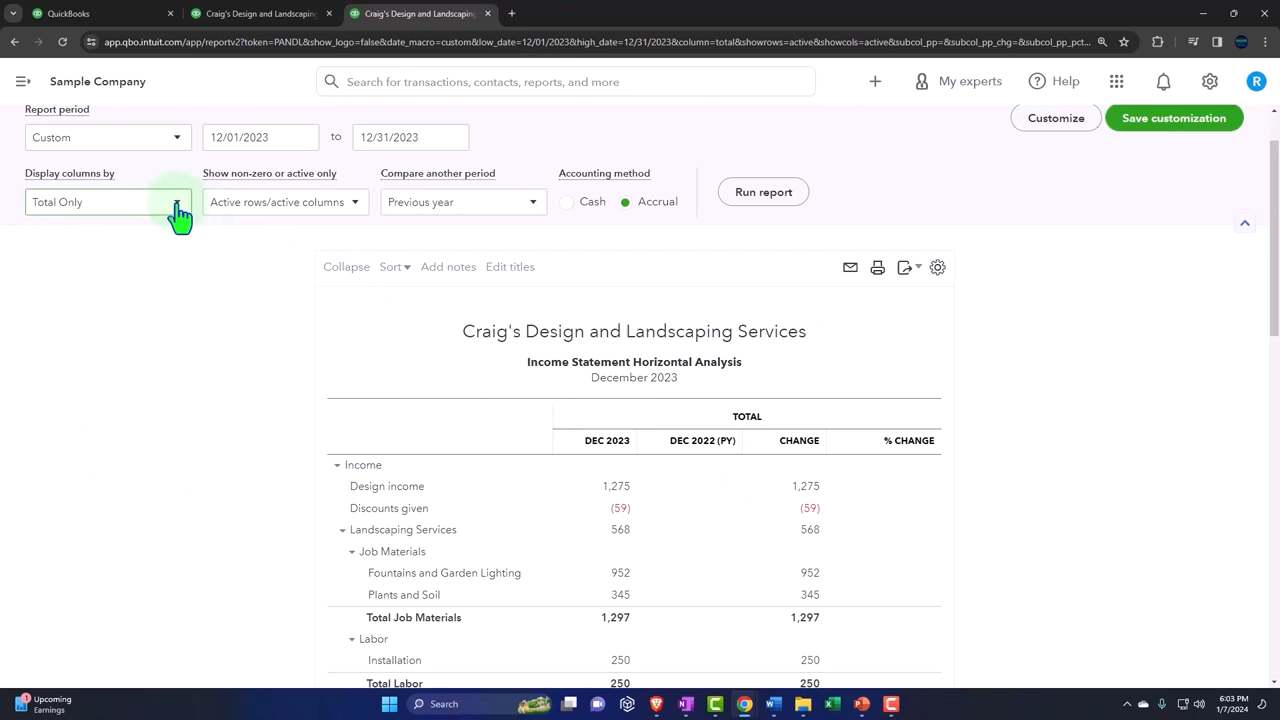 QuickBooks
Craig's Design and Landscaping
Craig's Design and Landscaping
app.qbo.intuit.com/app/reportv2?token=PANDL&show_logo=false&date_macro=custom&low_date=12/01/2023&high_date=12/31/2023&column=total&showrows=active&showcols=active&subcol_pp=&subcol_pp_chg=&subcol_pp_pct...
Sample Company
Search for transactions, contacts, reports, and more
My experts
Help
R
Report period
Custom
12/01/2023
to
12/31/2023
Customize
Save customization
Display columns by
Show non-zero or active only
Compare another period
Accounting method
Total Only
Active rows/active columns
Previous year
Cash
Accrual
Run report
Collapse
Sort
Add notes
Edit titles
Craig's Design and Landscaping Services
Income Statement Horizontal Analysis
December 2023
TOTAL
DEC 2023 DEC 2022 (PY) CHANGE % CHANGE
Income
Design income 1,275 1,275
Discounts given (59) (59)
Landscaping Services 568 568
Job Materials
Fountains and Garden Lighting 952 952
Plants and Soil 345 345
Total Job Materials 1,297 1,297
Labor
Installation 250 250
Total Labor 250 250
1
Upcoming
Earnings
Search
6:03 PM
1/7/2024